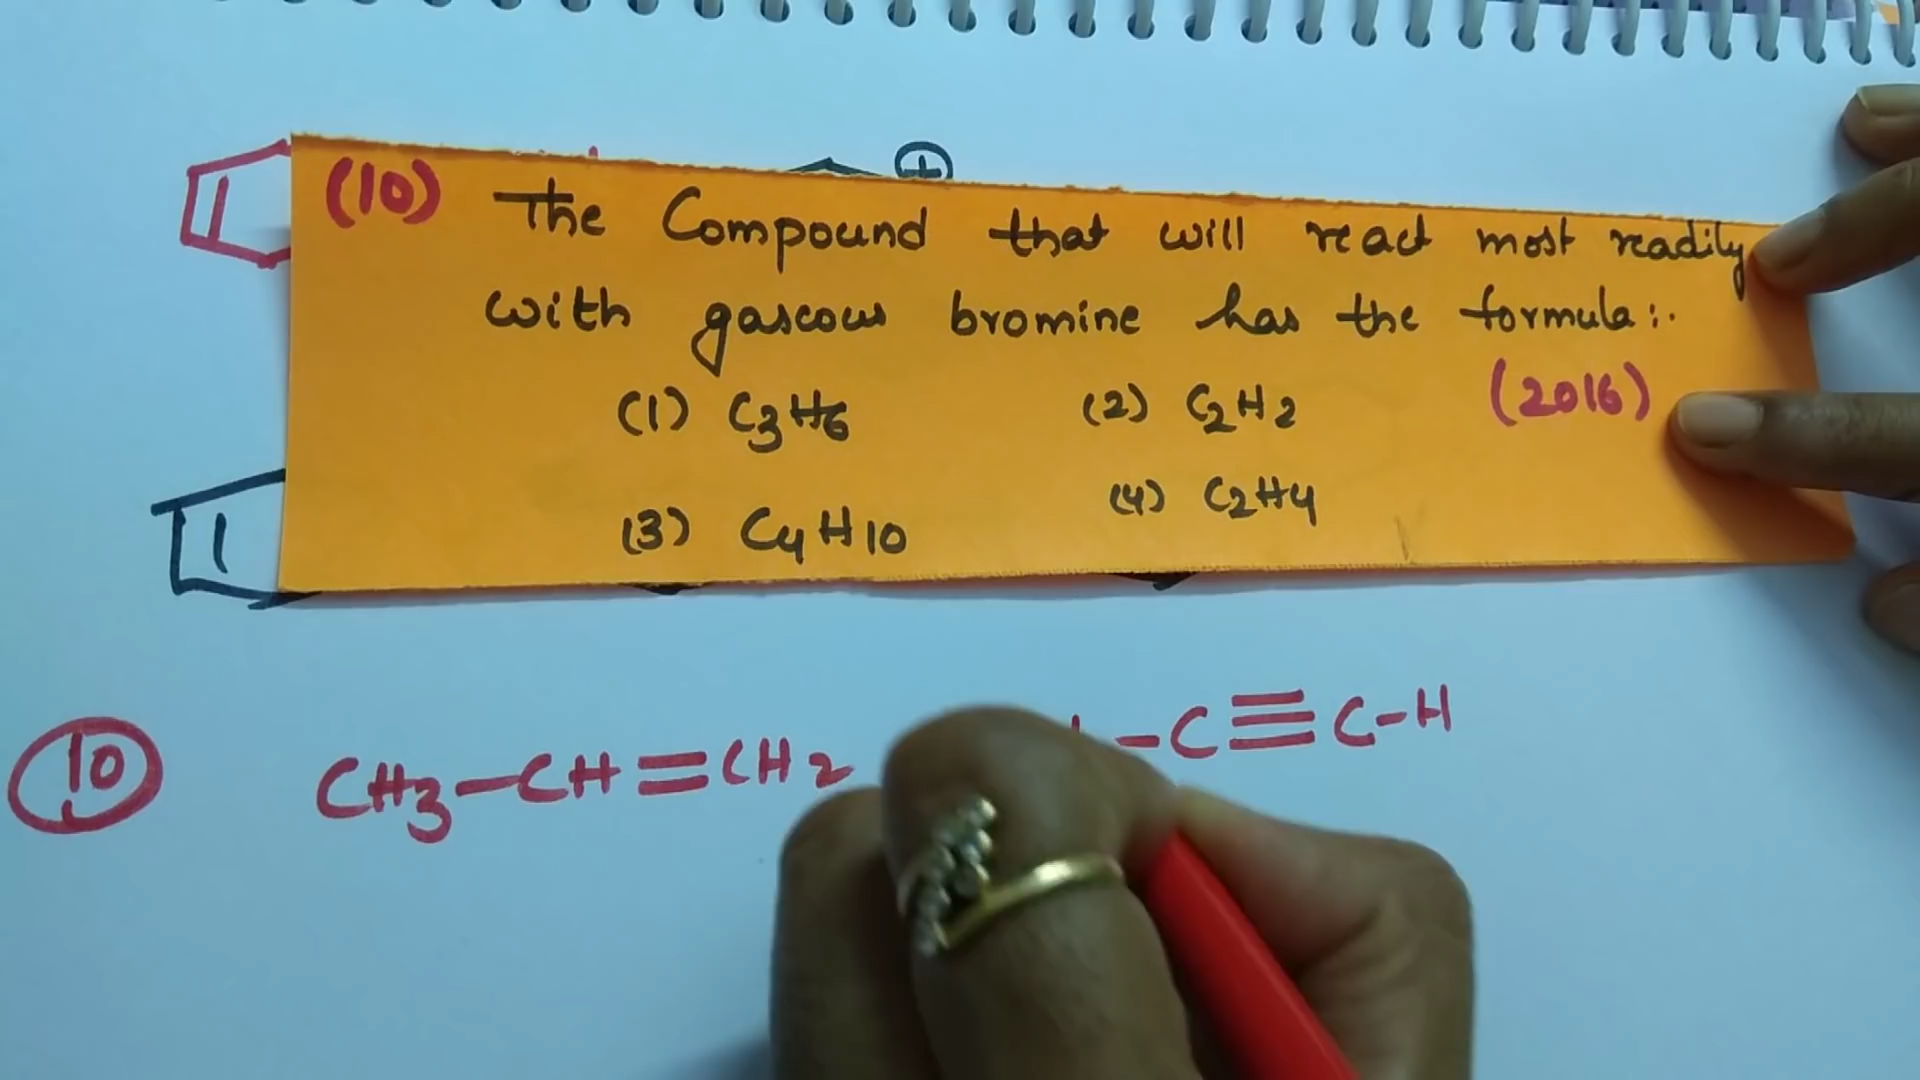 (10) The Compound that will react most readily
with gaseous bromine has the formula:.
(1) C3H6 (2) C2H2 (2016)
(3) C4H10 (4) C2H4
10 CH3-CH=CH2 -C≡C-H